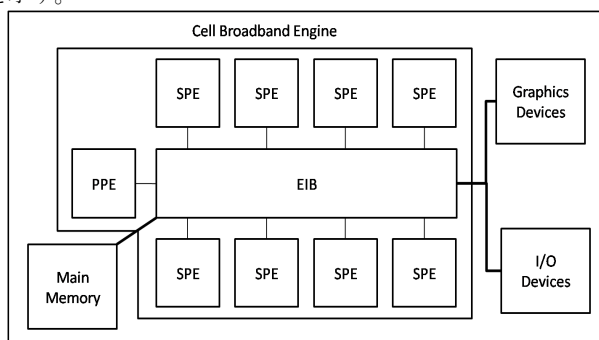 Cell Broadband Engine
SPE
SPE
SPE
SPE
Graphics
Devices
PPE
EIB
Main
Memory
SPE
SPE
SPE
SPE
I/O
Devices